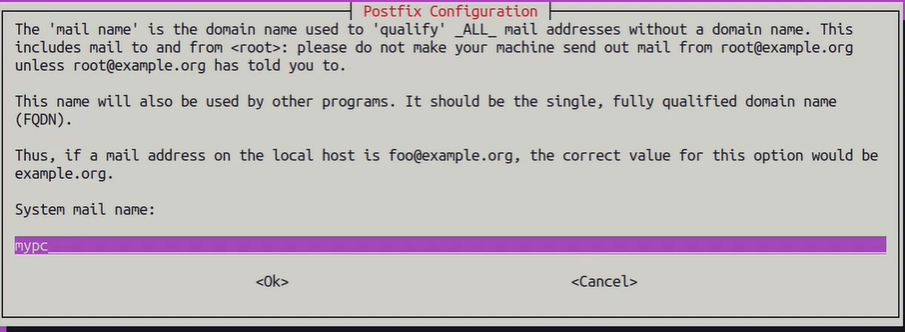 Postfix Configuration
The 'mail name' is the domain name used to 'qualify' _ALL_ mail addresses without a domain name. This
includes mail to and from <root>: please do not make your machine send out mail from root@example.org
unless root@example.org has told you to.
This name will also be used by other programs. It should be the single, fully qualified domain name
(FQDN).
Thus, if a mail address on the local host is foo@example.org, the correct value for this option would be
example.org.
System mail name:
mypc
<Ok> <Cancel>